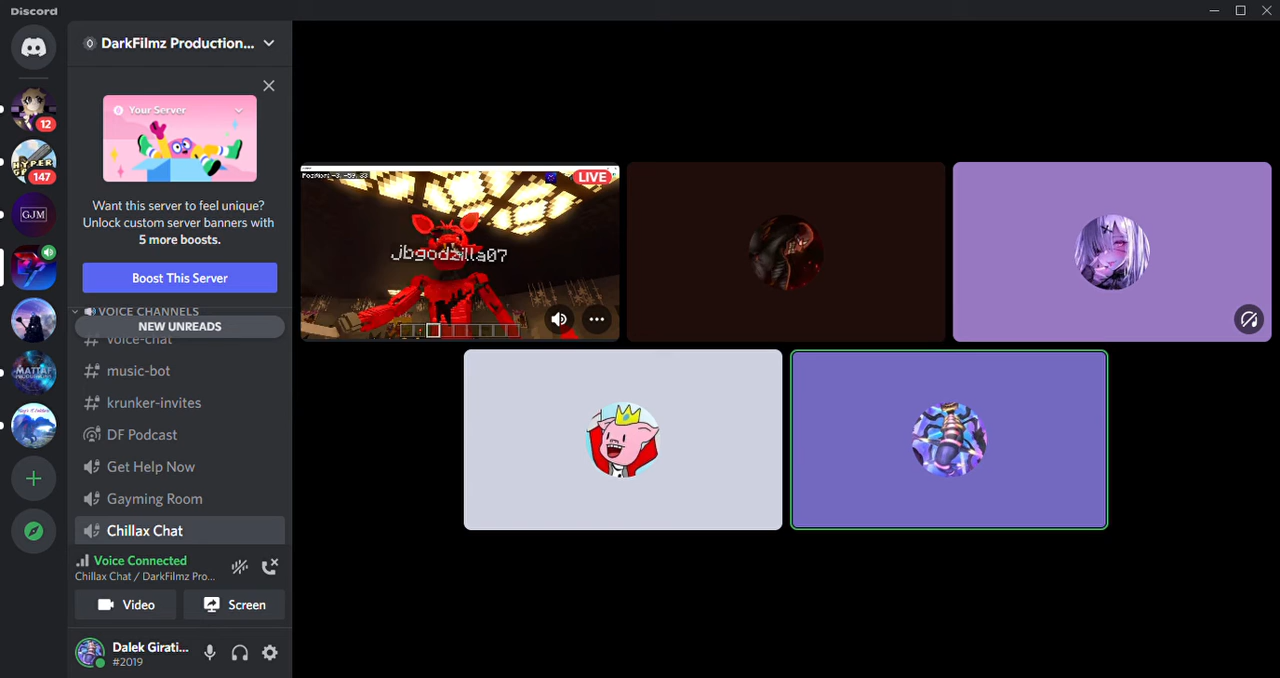 Discord
DarkFilmz Production...
Your Server
Want this server to feel unique?
Unlock custom server banners with
5 more boosts.
Boost This Server
VOICE CHANNELS
NEW UNREADS
voice-chat
music-bot
krunker-invites
DF Podcast
Get Help Now
Gayming Room
Chillax Chat
Voice Connected
Chillax Chat / DarkFilmz Pro...
Video
Screen
Dalek Girati...
#2019
12
HYPER
147
GJM
LIVE
jbgodzilla07